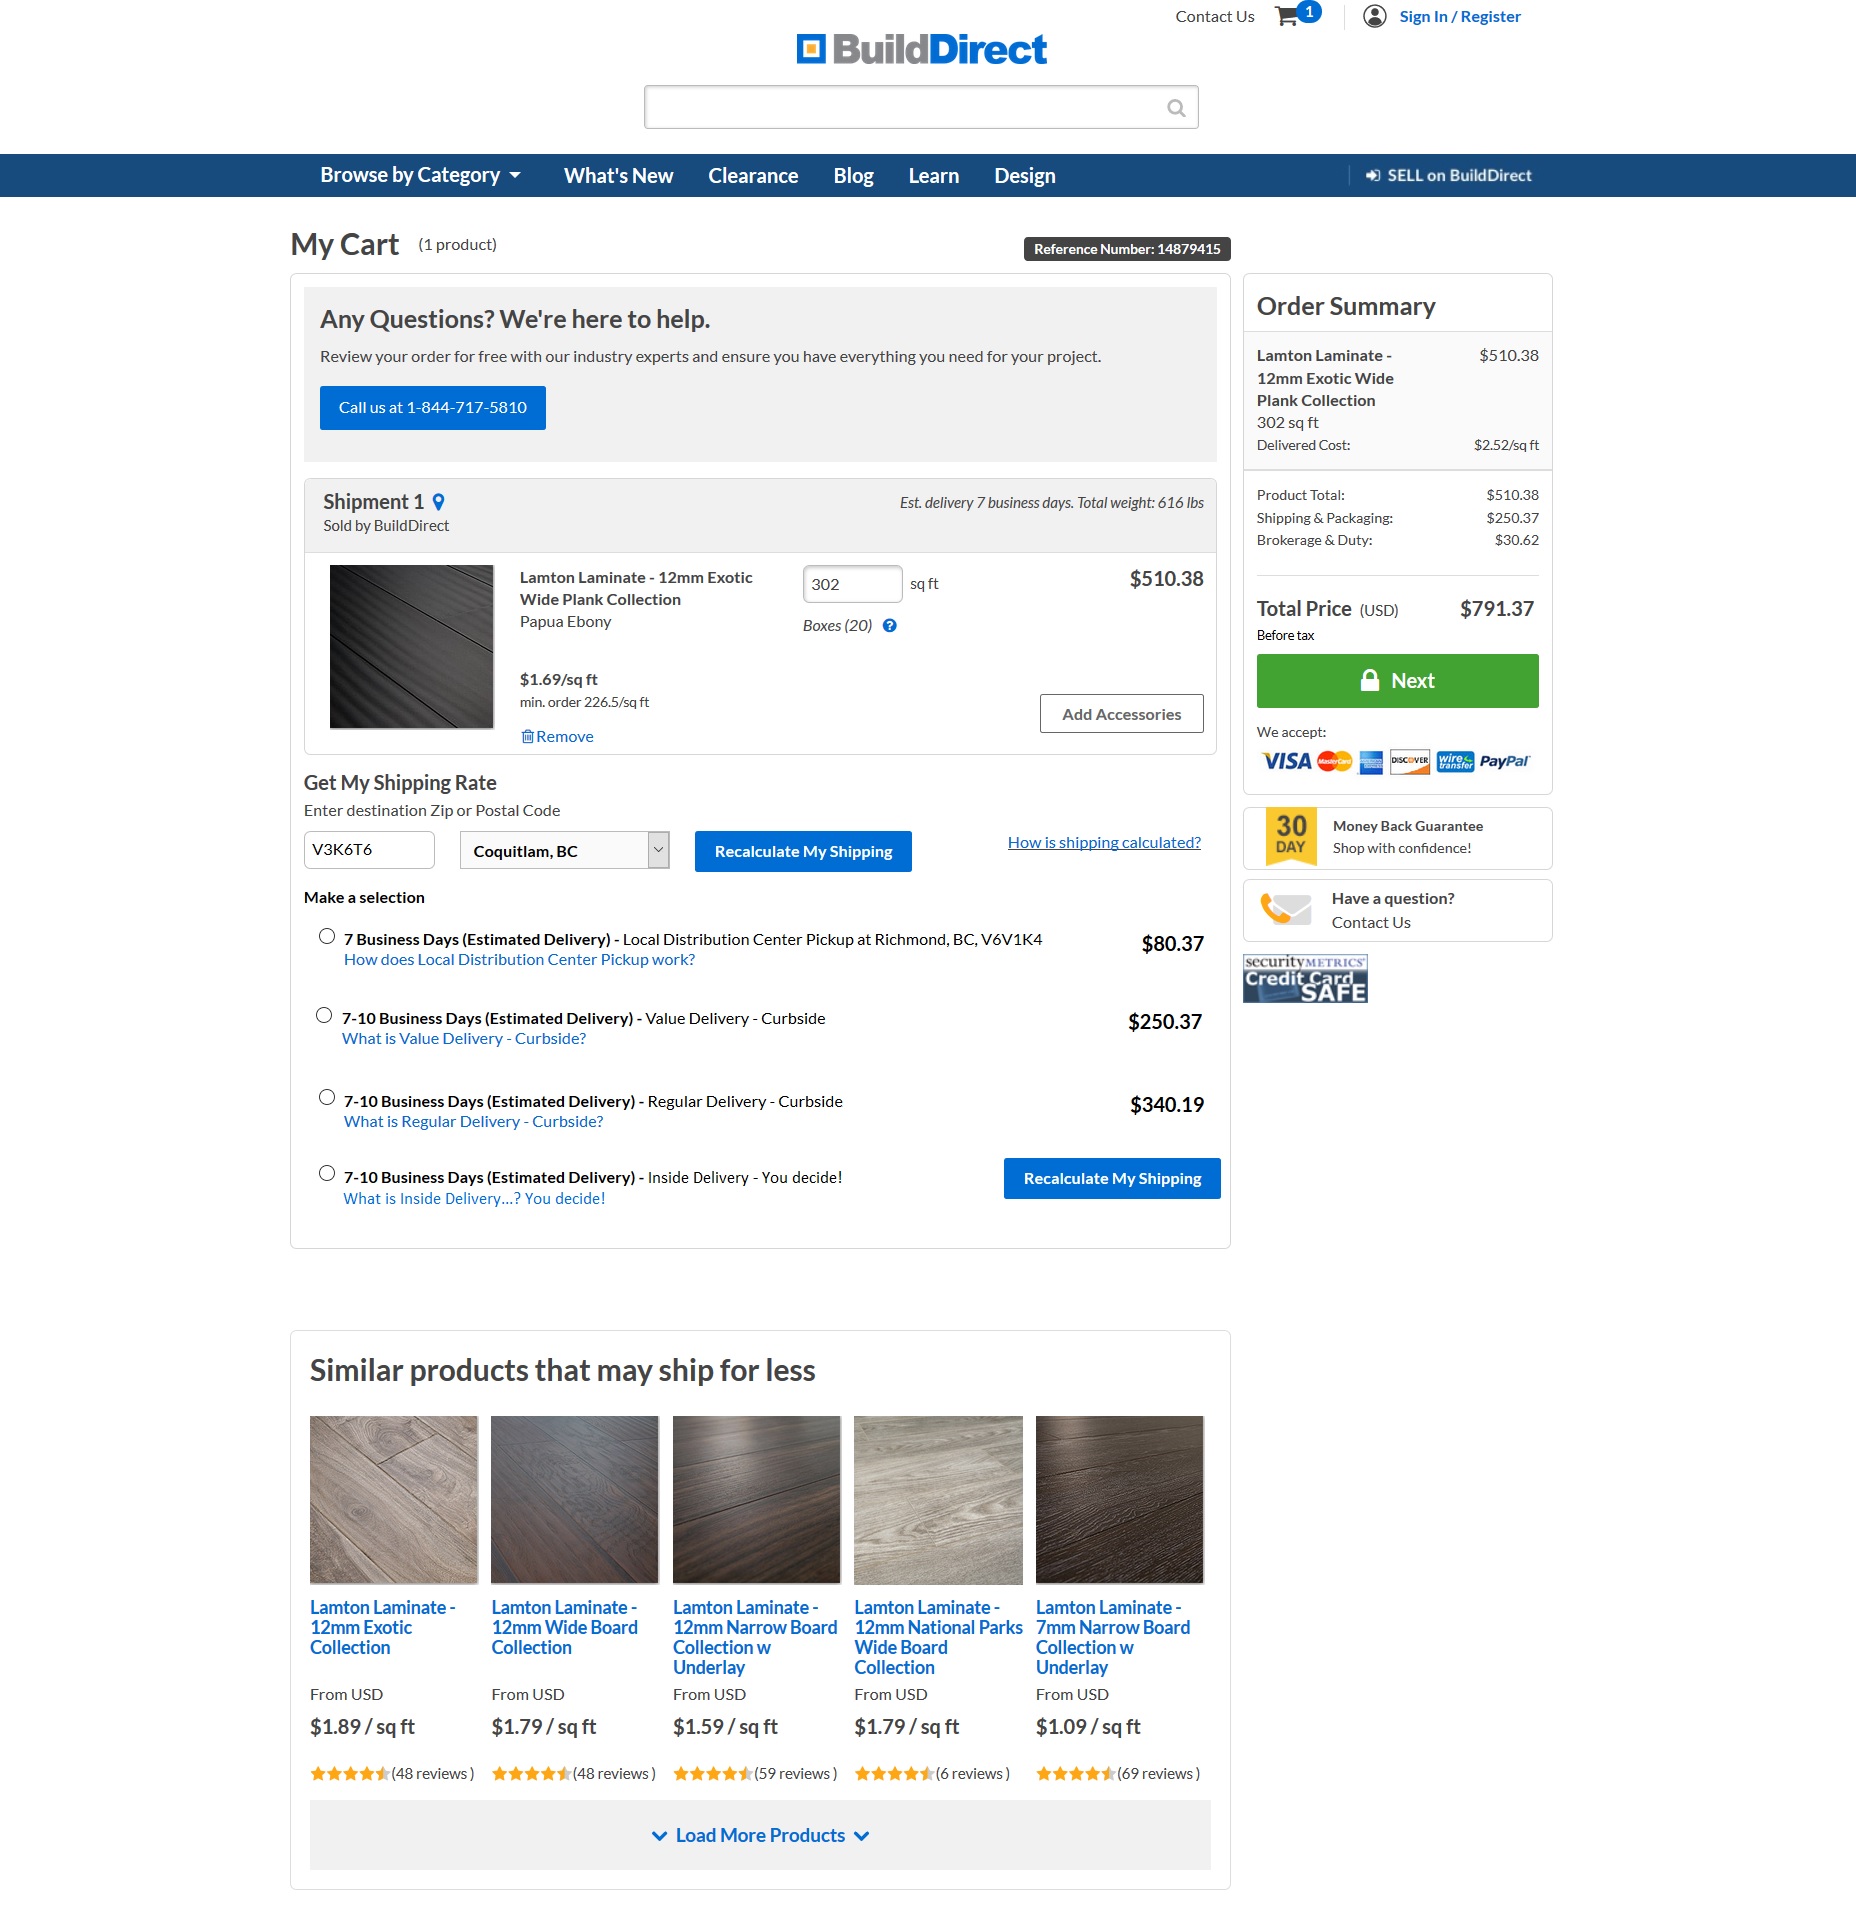 Contact Us
1
Sign In / Register
BuildDirect
Browse by Category
What's New
Clearance
Blog
Learn
Design
SELL on BuildDirect
My Cart
(1 product)
Reference Number: 14879415
Any Questions? We're here to help.
Review your order for free with our industry experts and ensure you have everything you need for your project.
Call us at 1-844-717-5810
Shipment 1
Est. delivery 7 business days. Total weight: 616 lbs
Sold by BuildDirect
Lamton Laminate - 12mm Exotic
Wide Plank Collection
Papua Ebony
302
sq ft
$510.38
Boxes (20)
?
$1.69/sq ft
min. order 226.5/sq ft
Remove
Add Accessories
Get My Shipping Rate
Enter destination Zip or Postal Code
V3K6T6
Coquitlam, BC
Recalculate My Shipping
How is shipping calculated?
Make a selection
7 Business Days (Estimated Delivery) - Local Distribution Center Pickup at Richmond, BC, V6V1K4
$80.37
How does Local Distribution Center Pickup work?
7-10 Business Days (Estimated Delivery) - Value Delivery - Curbside
$250.37
What is Value Delivery - Curbside?
7-10 Business Days (Estimated Delivery) - Regular Delivery - Curbside
$340.19
What is Regular Delivery - Curbside?
7-10 Business Days (Estimated Delivery) - Inside Delivery - You decide!
Recalculate My Shipping
What is Inside Delivery...? You decide!
Order Summary
Lamton Laminate -
12mm Exotic Wide
Plank Collection
$510.38
302 sq ft
Delivered Cost:
$2.52/sq ft
Product Total:
$510.38
Shipping & Packaging:
$250.37
Brokerage & Duty:
$30.62
Total Price (USD)
$791.37
Before tax
Next
We accept:
VISA
MasterCard
AMERICAN EXPRESS
DISCOVER
wire transfer
PayPal
30
DAY
Money Back Guarantee
Shop with confidence!
Have a question?
Contact Us
securityMETRICS
Credit Card
SAFE
Similar products that may ship for less
Lamton Laminate -
12mm Exotic
Collection
From USD
$1.89 / sq ft
(48 reviews )
Lamton Laminate -
12mm Wide Board
Collection
From USD
$1.79 / sq ft
(48 reviews )
Lamton Laminate -
12mm Narrow Board
Collection w
Underlay
From USD
$1.59 / sq ft
(59 reviews )
Lamton Laminate -
12mm National Parks
Wide Board
Collection
From USD
$1.79 / sq ft
(6 reviews )
Lamton Laminate -
7mm Narrow Board
Collection w
Underlay
From USD
$1.09 / sq ft
(69 reviews )
Load More Products